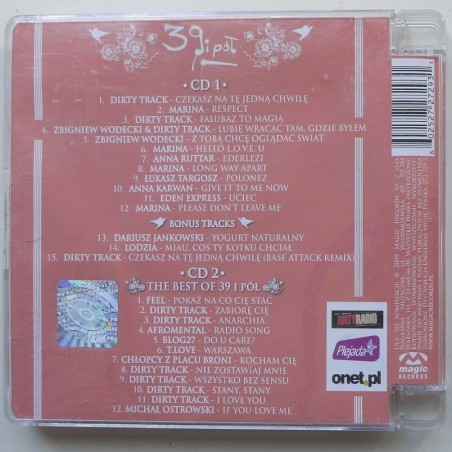 39 i pół
• CD 1 •
1. DIRTY TRACK - CZEKASZ NA TĘ JEDNĄ CHWILĘ
2. MARINA - RESPECT
3. DIRTY TRACK - FALUBAZ TO MAGIA
4. ZBIGNIEW WODECKI & DIRTY TRACK - LUBIĘ WRACAĆ TAM, GDZIE BYŁEM
5. ZBIGNIEW WODECKI - Z TOBĄ CHCĘ OGLĄDAĆ ŚWIAT
6. MARINA - HELLO L.O.V.E. U
7. ANNA RUTTAR - EDERLEZI
8. MARINA - LONG WAY APART
9. ŁUKASZ TARGOSZ - POLONEZ
10. ANNA KARWAN - GIVE IT TO ME NOW
11. EDEN EXPRESS - UCIEC
12. MARINA - PLEASE DON'T LEAVE ME
BONUS TRACKS
13. DARIUSZ JANKOWSKI - YOGURT NATURALNY
14. LODZIA - MIAU, COŚ TY KOTKU CHCIAŁ
15. DIRTY TRACK - CZEKASZ NA TĘ JEDNĄ CHWILĘ (BASE ATTACK REMIX)
• CD 2 •
THE BEST OF 39 I PÓŁ
1. FEEL - POKAŻ NA CO CIĘ STAĆ
2. DIRTY TRACK - ZABIORĘ CIĘ
3. DIRTY TRACK - ANARCHIA
4. AFROMENTAL - RADIO SONG
5. BLOG27 - DO U CARE?
6. T.LOVE - WARSZAWA
7. CHŁOPCY Z PLACU BRONI - KOCHAM CIĘ
8. DIRTY TRACK - NIE ZOSTAWIAJ MNIE
9. DIRTY TRACK - WSZYSTKO BEZ SENSU
10. DIRTY TRACK - STANY, STANY
11. DIRTY TRACK - I LOVE YOU
12. MICHAŁ OSTROWSKI - IF YOU LOVE ME
ANTYRADIO
Plejada
onet.pl
magic
RECORDS
6 02527 27293 1